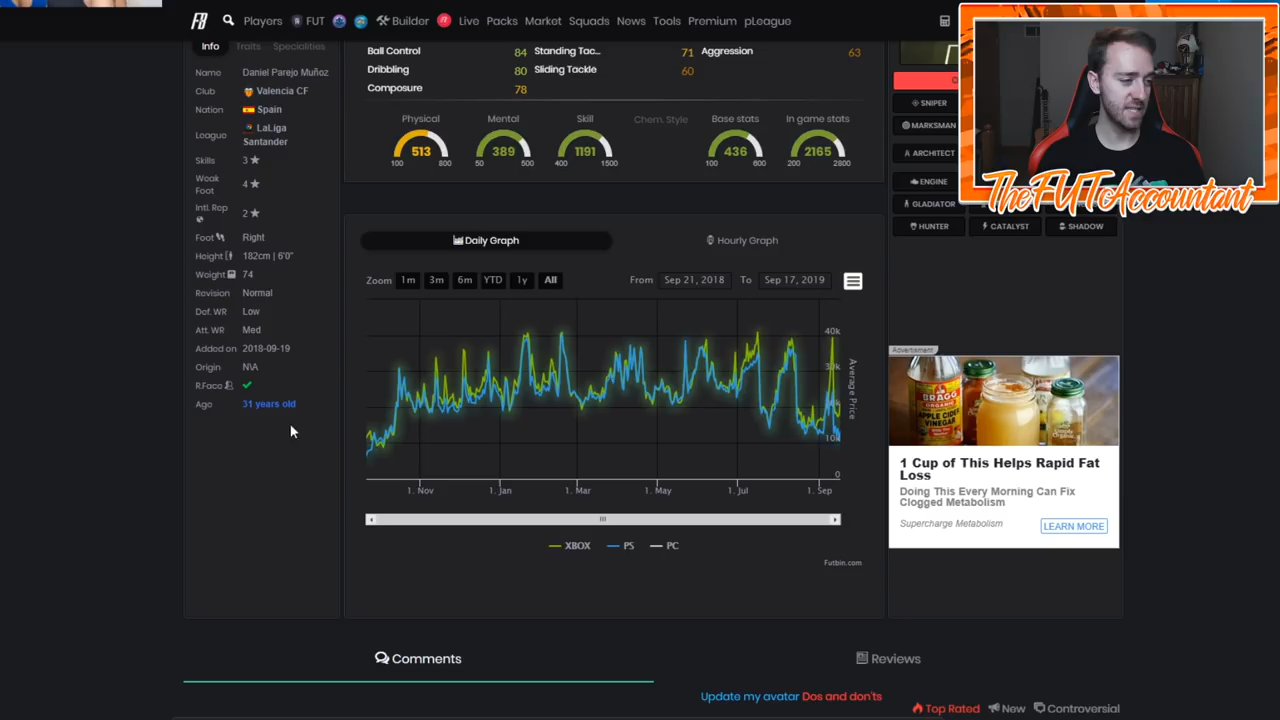 F8 Players FUT Builder Live Packs Market Squads News Tools Premium pLeague
Info Traits Specialities
Name Daniel Parejo Muñoz
Club Valencia CF
Nation Spain
League LaLiga Santander
Skills 3
Weak Foot 4
Intl. Rep 2
Foot Right
Height 182cm | 6'0"
Weight 74
Revision Normal
Def. WR Low
Att. WR Med
Added on 2018-09-19
Origin N\A
R.Face
Age 31 years old
Ball Control 84 Standing Tac... 71 Aggression 63
Dribbling 80 Sliding Tackle 60
Composure 78
Physical Mental Skill Chem. Style Base stats In game stats
513 389 1191 436 2165
100 800 50 500 400 1500 100 600 200 2800
Daily Graph Hourly Graph
Zoom 1m 3m 6m YTD 1y All From Sep 21, 2018 To Sep 17, 2019
40k
30k
20k
10k
0
Average Price
1. Nov 1. Jan 1. Mar 1. May 1. Jul 1. Sep
XBOX PS PC
Futbin.com
SNIPER
MARKSMAN
ARCHITECT
ENGINE
GLADIATOR
HUNTER CATALYST SHADOW
TheFUTAccountant
Advertisement
BRAGG
ORGANIC
APPLE CIDER
VINEGAR
1 Cup of This Helps Rapid Fat
Loss
Doing This Every Morning Can Fix
Clogged Metabolism
Supercharge Metabolism LEARN MORE
Comments Reviews
Update my avatar Dos and don'ts
Top Rated New Controversial